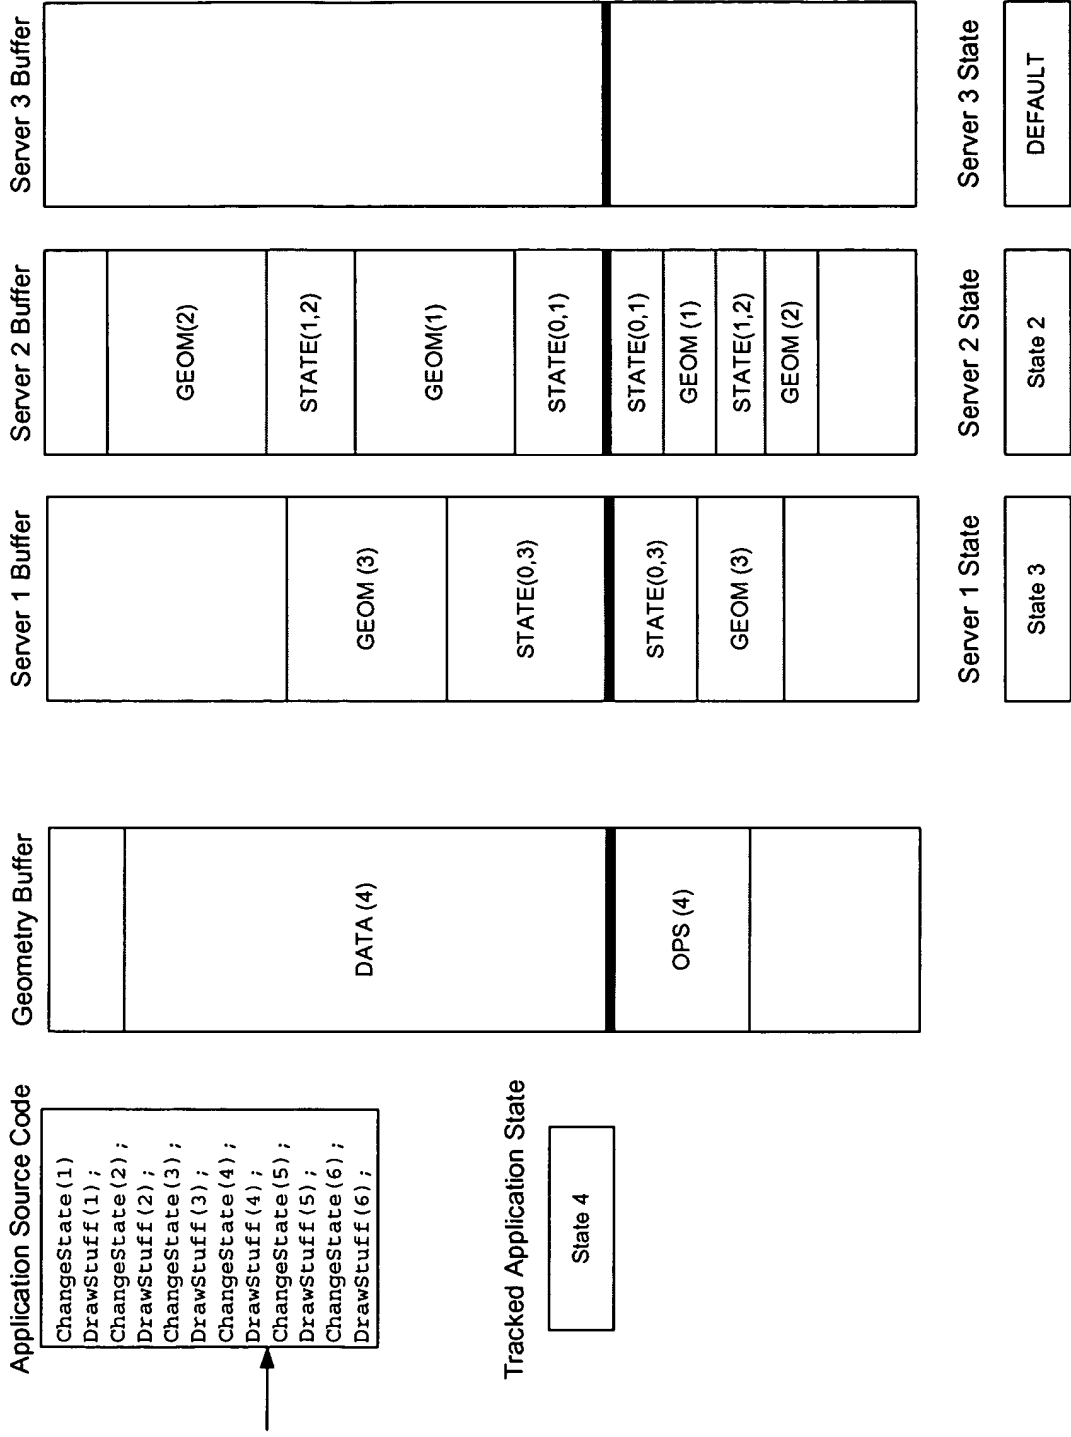 Application Source Code
ChangeState(1)
DrawStuff(1);
ChangeState(2);
DrawStuff(2);
ChangeState(3);
DrawStuff(3);
ChangeState(4);
DrawStuff(4);
ChangeState(5);
DrawStuff(5);
ChangeState(6);
DrawStuff(6);
Tracked Application State
State 4
Geometry Buffer
DATA (4)
OPS (4)
Server 1 Buffer
GEOM (3)
STATE(0,3)
STATE(0,3)
GEOM (3)
Server 1 State
State 3
Server 2 Buffer
GEOM(2)
STATE(1,2)
GEOM(1)
STATE(0,1)
STATE(0,1)
GEOM (1)
STATE(1,2)
GEOM (2)
Server 2 State
State 2
Server 3 Buffer
Server 3 State
DEFAULT